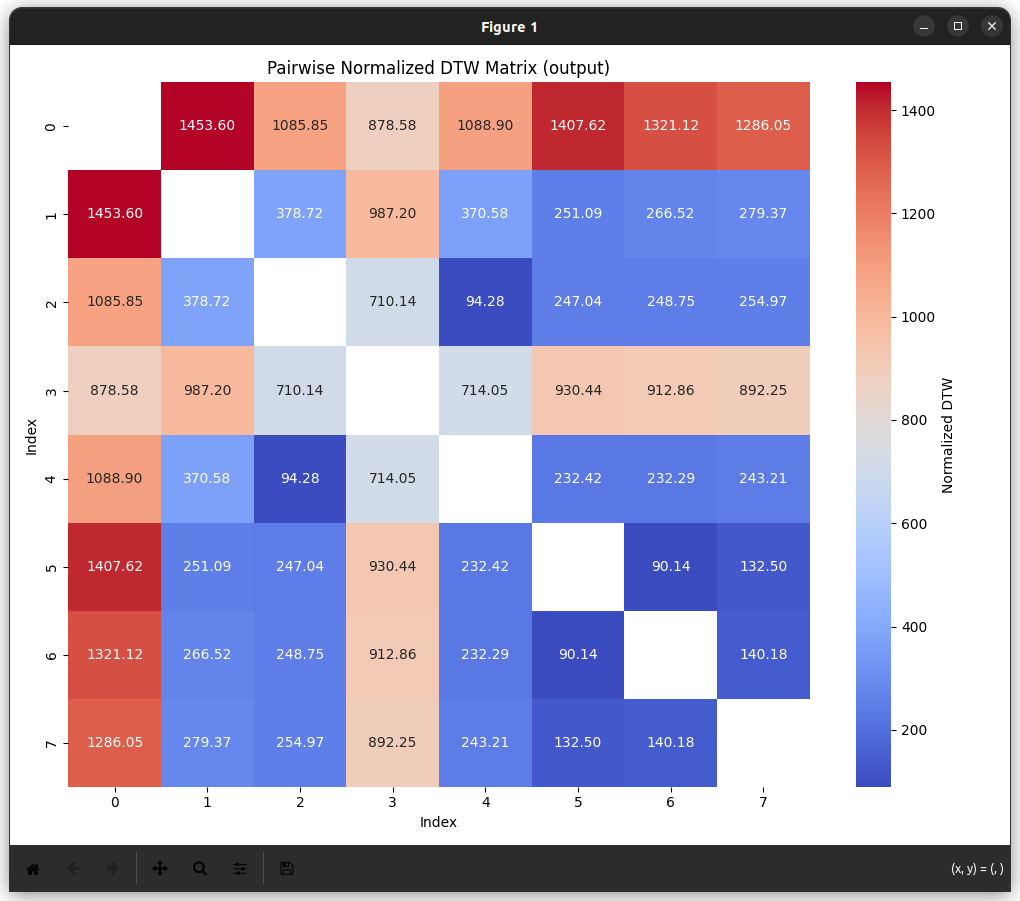 Figure 1
Pairwise Normalized DTW Matrix (output)
0 1453.60 1085.85 878.58 1088.90 1407.62 1321.12 1286.05
1 1453.60 378.72 987.20 370.58 251.09 266.52 279.37
2 1085.85 378.72 710.14 94.28 247.04 248.75 254.97
3 878.58 987.20 710.14 714.05 930.44 912.86 892.25
4 1088.90 370.58 94.28 714.05 232.42 232.29 243.21
5 1407.62 251.09 247.04 930.44 232.42 90.14 132.50
6 1321.12 266.52 248.75 912.86 232.29 90.14 140.18
7 1286.05 279.37 254.97 892.25 243.21 132.50 140.18
0 1 2 3 4 5 6 7
Index
Index
1400
1200
1000
800
600
400
200
Normalized DTW
(x, y) = (, )